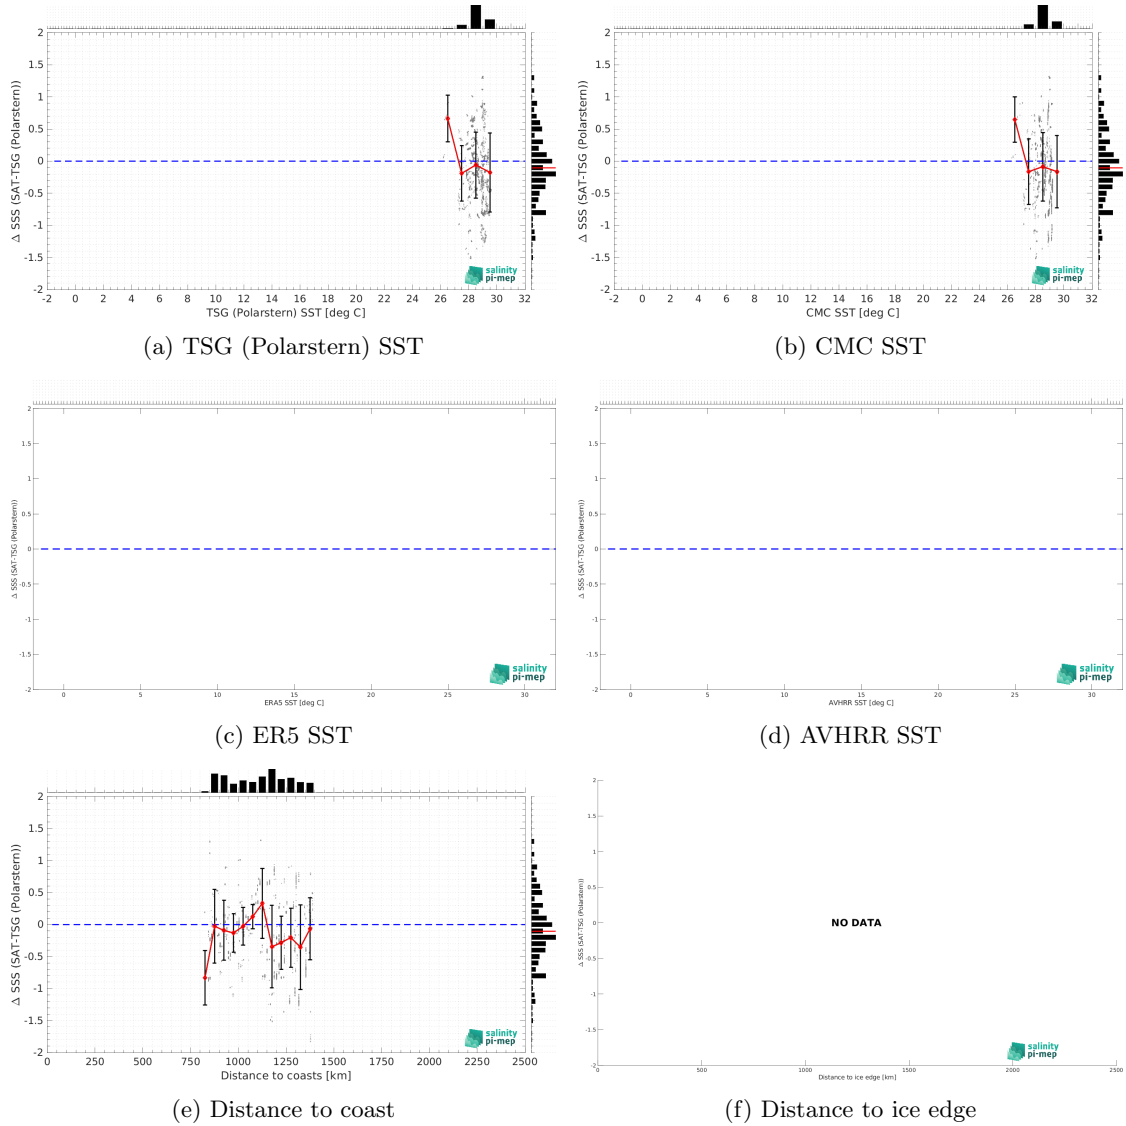 2
1.5
1
0.5
0
-0.5
-1
-1.5
-2
Δ SSS (SAT-TSG (Polarstern))
salinity
pi-mep
-2 0 2 4 6 8 10 12 14 16 18 20 22 24 26 28 30 32
TSG (Polarstern) SST [deg C]
(a) TSG (Polarstern) SST
2
1.5
1
0.5
0
-0.5
-1
-1.5
-2
Δ SSS (SAT-TSG (Polarstern))
salinity
pi-mep
-2 0 2 4 6 8 10 12 14 16 18 20 22 24 26 28 30 32
CMC SST [deg C]
(b) CMC SST
2
1.5
1
0.5
0
-0.5
-1
-1.5
-2
Δ SSS (SAT-TSG (Polarstern))
salinity
pi-mep
0 5 10 15 20 25 30
ERA5 SST [deg C]
(c) ER5 SST
2
1.5
1
0.5
0
-0.5
-1
-1.5
-2
Δ SSS (SAT-TSG (Polarstern))
salinity
pi-mep
0 5 10 15 20 25 30
AVHRR SST [deg C]
(d) AVHRR SST
2
1.5
1
0.5
0
-0.5
-1
-1.5
-2
Δ SSS (SAT-TSG (Polarstern))
salinity
pi-mep
0 250 500 750 1000 1250 1500 1750 2000 2250 2500
Distance to coasts [km]
(e) Distance to coast
2
1.5
1
0.5
0
-0.5
-1
-1.5
-2
Δ SSS (SAT-TSG (Polarstern))
NO DATA
salinity
pi-mep
0 500 1000 1500 2000 2500
Distance to ice edge [km]
(f) Distance to ice edge